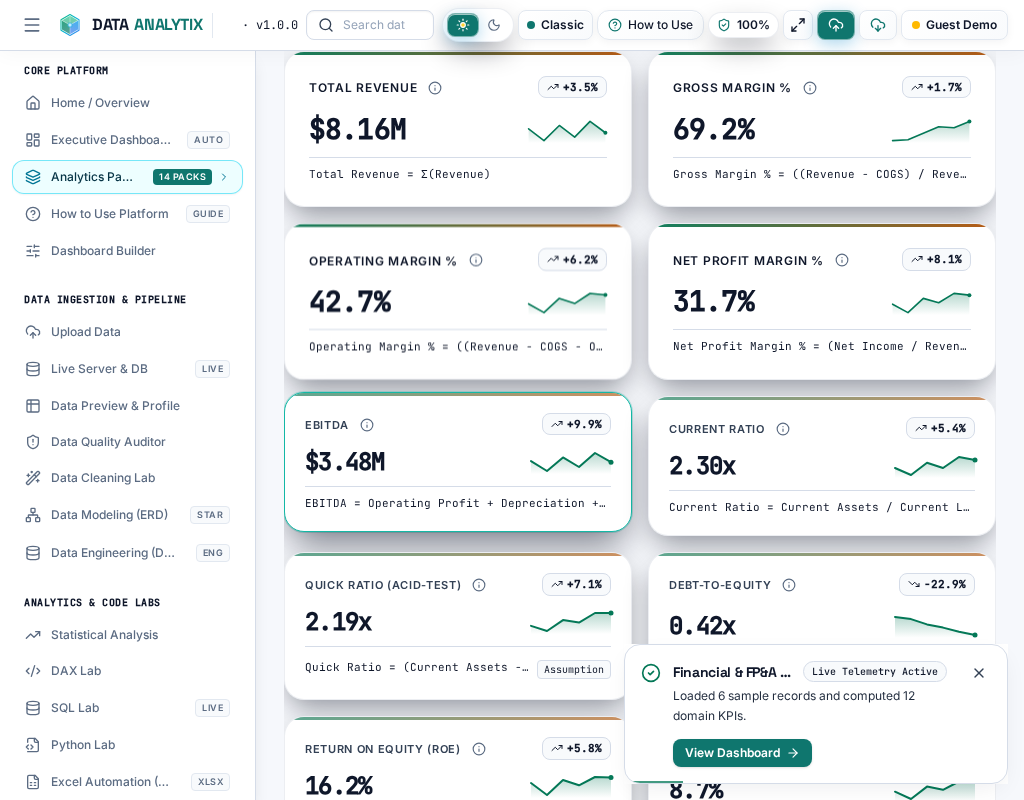 DATA ANALYTIX
· v1.0.0
Search dat
Classic
How to Use
100%
Guest Demo
CORE PLATFORM
Home / Overview
Executive Dashboa... AUTO
Analytics Pa... 14 PACKS
How to Use Platform GUIDE
Dashboard Builder
DATA INGESTION & PIPELINE
Upload Data
Live Server & DB LIVE
Data Preview & Profile
Data Quality Auditor
Data Cleaning Lab
Data Modeling (ERD) STAR
Data Engineering (D... ENG
ANALYTICS & CODE LABS
Statistical Analysis
DAX Lab
SQL Lab LIVE
Python Lab
Excel Automation (... XLSX
TOTAL REVENUE +3.5%
$8.16M
Total Revenue = Σ(Revenue)
GROSS MARGIN % +1.7%
69.2%
Gross Margin % = ((Revenue - COGS) / Reve…
OPERATING MARGIN % +6.2%
42.7%
Operating Margin % = ((Revenue - COGS - O…
NET PROFIT MARGIN % +8.1%
31.7%
Net Profit Margin % = (Net Income / Reven…
EBITDA +9.9%
$3.48M
EBITDA = Operating Profit + Depreciation +…
CURRENT RATIO +5.4%
2.30x
Current Ratio = Current Assets / Current L…
QUICK RATIO (ACID-TEST) +7.1%
2.19x
Quick Ratio = (Current Assets -… Assumption
DEBT-TO-EQUITY -22.9%
0.42x
RETURN ON EQUITY (ROE) +5.8%
16.2%
8.7%
Financial & FP&A ... Live Telemetry Active
Loaded 6 sample records and computed 12
domain KPIs.
View Dashboard